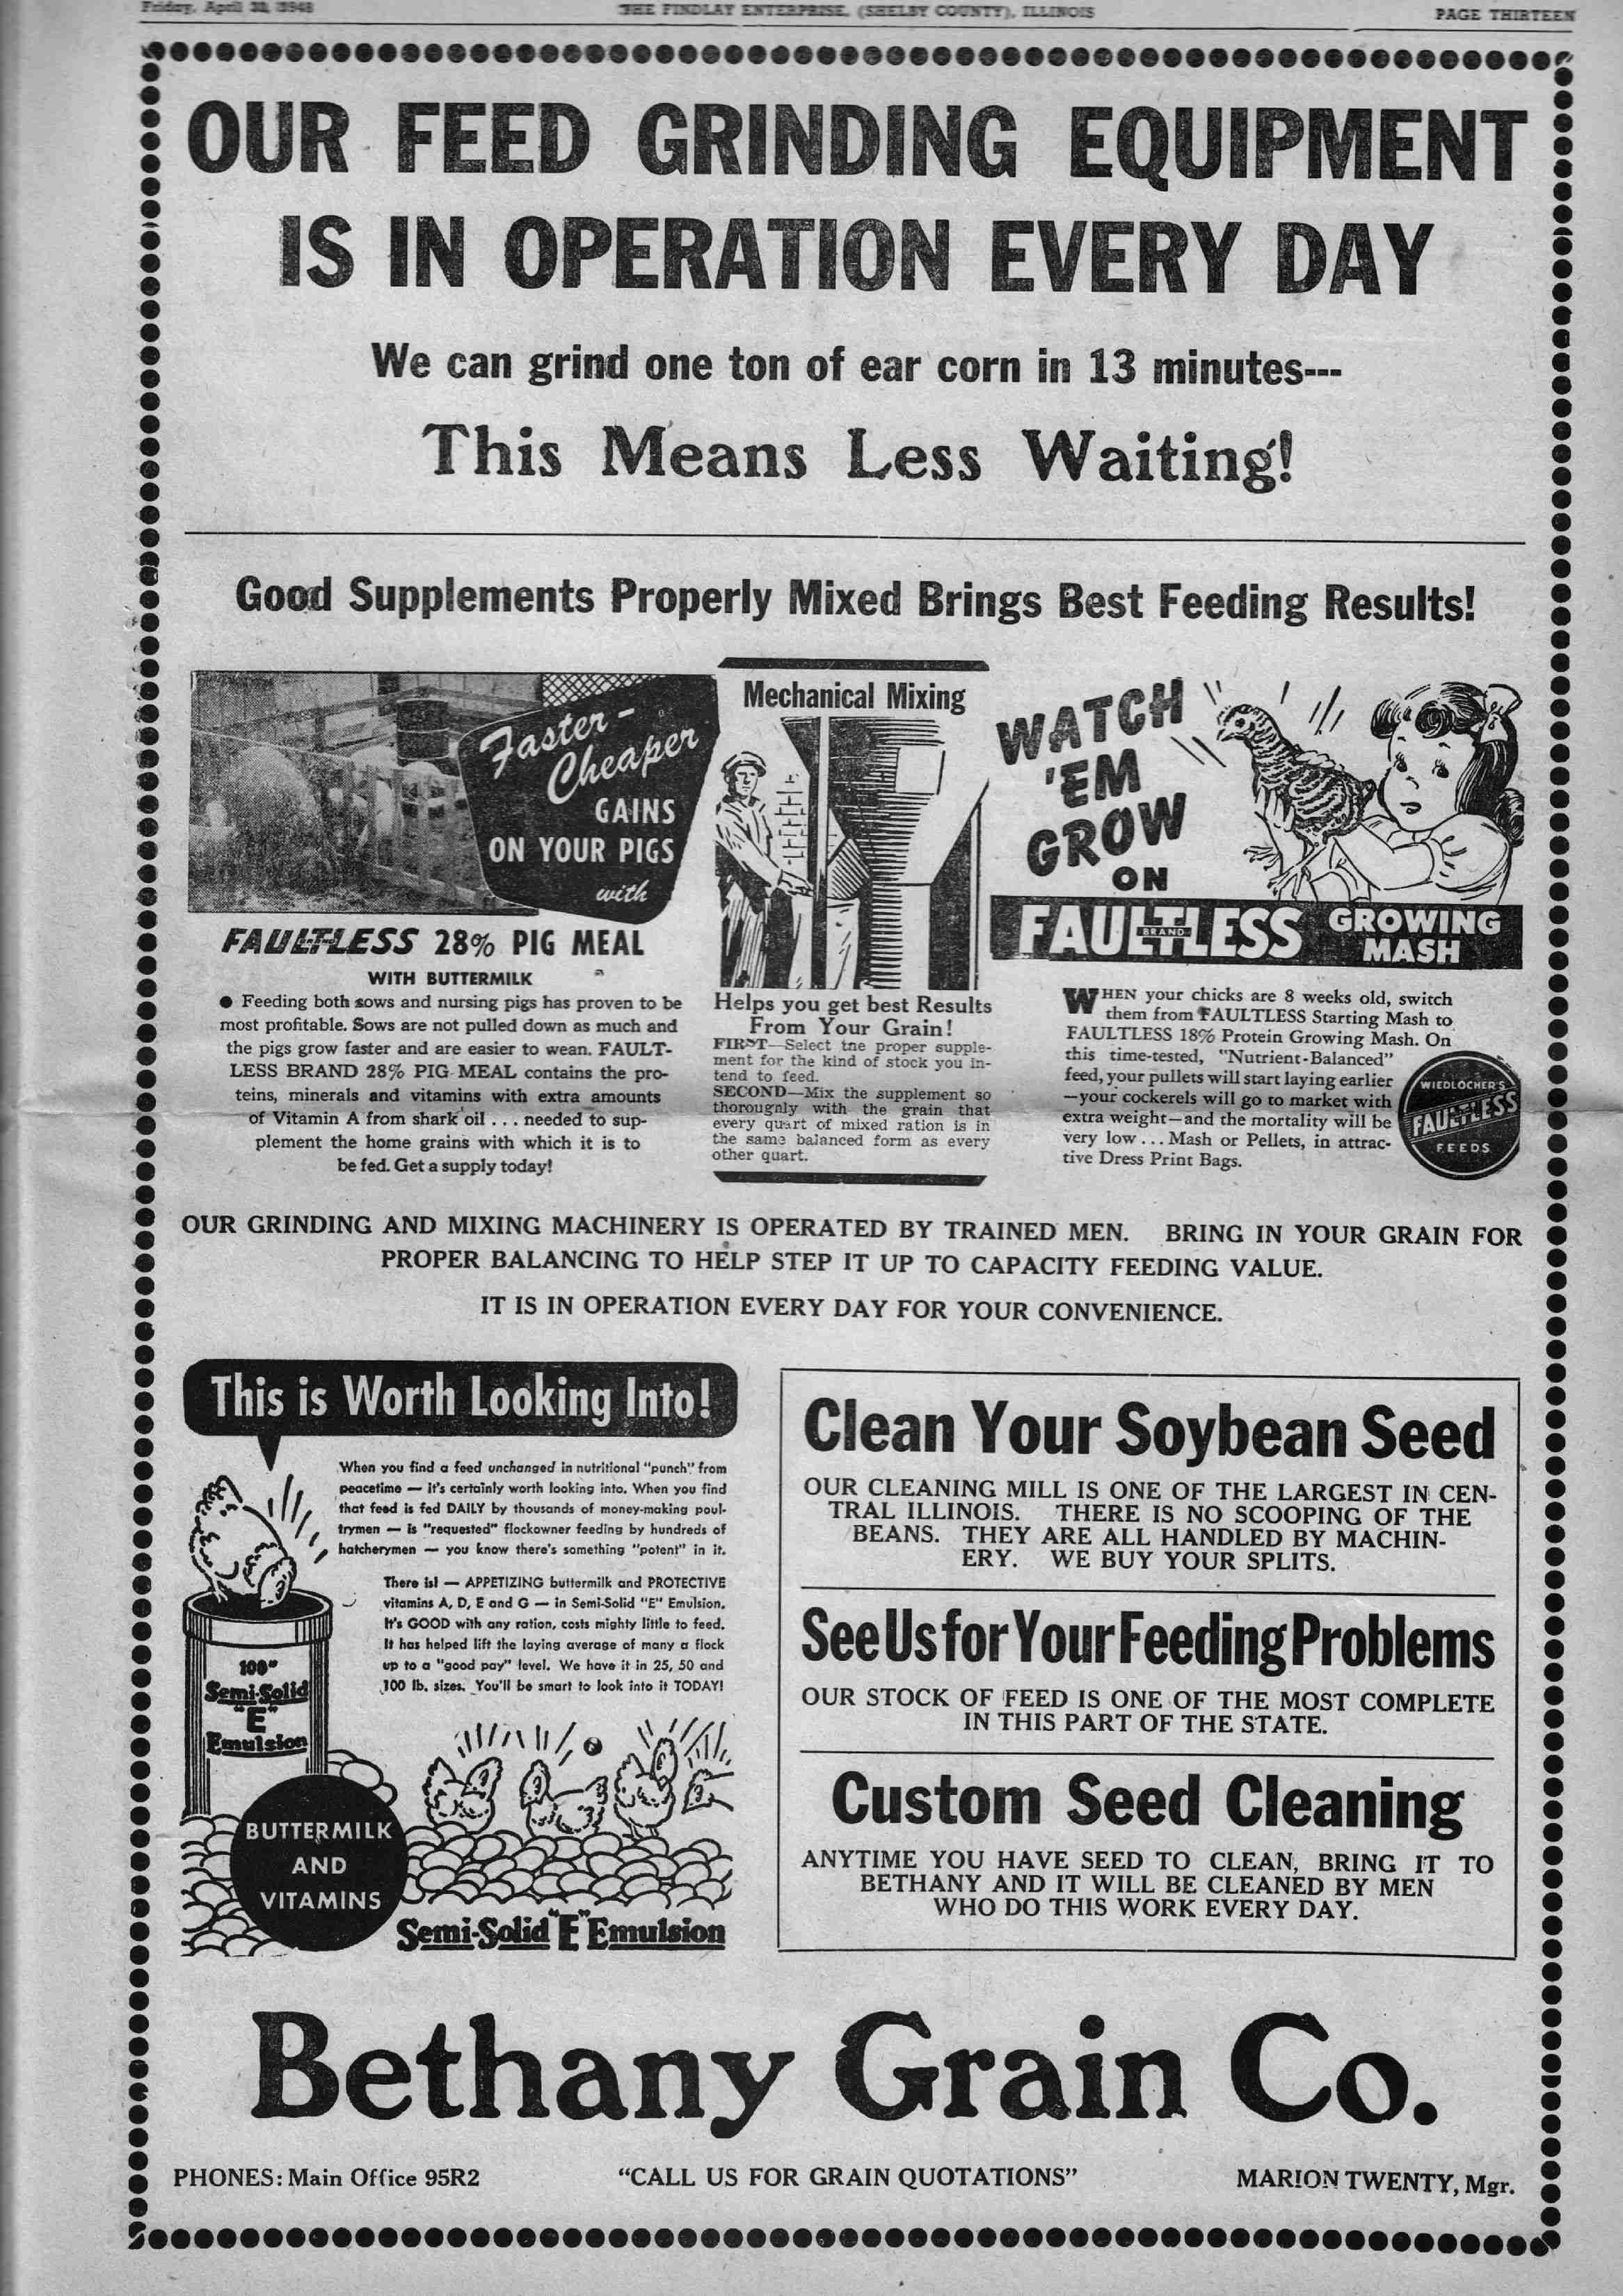 Friday, April
THE FINDLAY ENTERPRISE, (SHELBY COUNTY), ILLINOIS
PAGE THIRTEEN
OUR FEED GRINDING EQUIPMENT
IS IN OPERATION EVERY DAY
We can grind one ton of ear corn in 13 minutes---
This Means Less Waiting!
Good Supplements Properly Mixed Brings Best Feeding Results!
Faster -
Cheaper
GAINS
ON YOUR PIGS
with
FAULTLESS 28% PIG MEAL
WITH BUTTERMILK
● Feeding both sows and nursing pigs has proven to be
most profitable. Sows are not pulled down as much and
the pigs grow faster and are easier to wean. FAULT-
LESS BRAND 28% PIG MEAL contains the pro-
teins, minerals and vitamins with extra amounts
of Vitamin A from shark oil . . . needed to sup-
plement the home grains with which it is to
be fed. Get a supply today!
Mechanical Mixing
Helps you get best Results
From Your Grain!
FIRST—Select the proper supple-
ment for the kind of stock you in-
tend to feed.
SECOND—Mix the supplement so
thoroughly with the grain that
every quart of mixed ration is in
the same balanced form as every
other quart.
WATCH
'EM
GROW
ON
FAULTLESS
BRAND
GROWING
MASH
WHEN your chicks are 8 weeks old, switch
them from FAULTLESS Starting Mash to
FAULTLESS 18% Protein Growing Mash. On
this time-tested, "Nutrient-Balanced"
feed, your pullets will start laying earlier
—your cockerels will go to market with
extra weight—and the mortality will be
very low . . . Mash or Pellets, in attrac-
tive Dress Print Bags.
WIEDLOCHER'S
FAULTLESS
FEEDS
OUR GRINDING AND MIXING MACHINERY IS OPERATED BY TRAINED MEN. BRING IN YOUR GRAIN FOR
PROPER BALANCING TO HELP STEP IT UP TO CAPACITY FEEDING VALUE.
IT IS IN OPERATION EVERY DAY FOR YOUR CONVENIENCE.
This is Worth Looking Into!
When you find a feed unchanged in nutritional "punch" from
peacetime — it's certainly worth looking into. When you find
that feed is fed DAILY by thousands of money-making poul-
trymen — is "requested" flockowner feeding by hundreds of
hatcherymen — you know there's something "potent" in it.
There is! — APPETIZING buttermilk and PROTECTIVE
vitamins A, D, E and G — in Semi-Solid "E" Emulsion.
It's GOOD with any ration, costs mighty little to feed.
It has helped lift the laying average of many a flock
up to a "good pay" level. We have it in 25, 50 and
100 lb. sizes. You'll be smart to look into it TODAY!
100#
Semi-Solid
"E"
Emulsion
BUTTERMILK
AND
VITAMINS
Semi-Solid "E" Emulsion
Clean Your Soybean Seed
OUR CLEANING MILL IS ONE OF THE LARGEST IN CEN-
TRAL ILLINOIS. THERE IS NO SCOOPING OF THE
BEANS. THEY ARE ALL HANDLED BY MACHIN-
ERY. WE BUY YOUR SPLITS.
See Us for Your Feeding Problems
OUR STOCK OF FEED IS ONE OF THE MOST COMPLETE
IN THIS PART OF THE STATE.
Custom Seed Cleaning
ANYTIME YOU HAVE SEED TO CLEAN, BRING IT TO
BETHANY AND IT WILL BE CLEANED BY MEN
WHO DO THIS WORK EVERY DAY.
Bethany Grain Co.
PHONES: Main Office 95R2
"CALL US FOR GRAIN QUOTATIONS"
MARION TWENTY, Mgr.